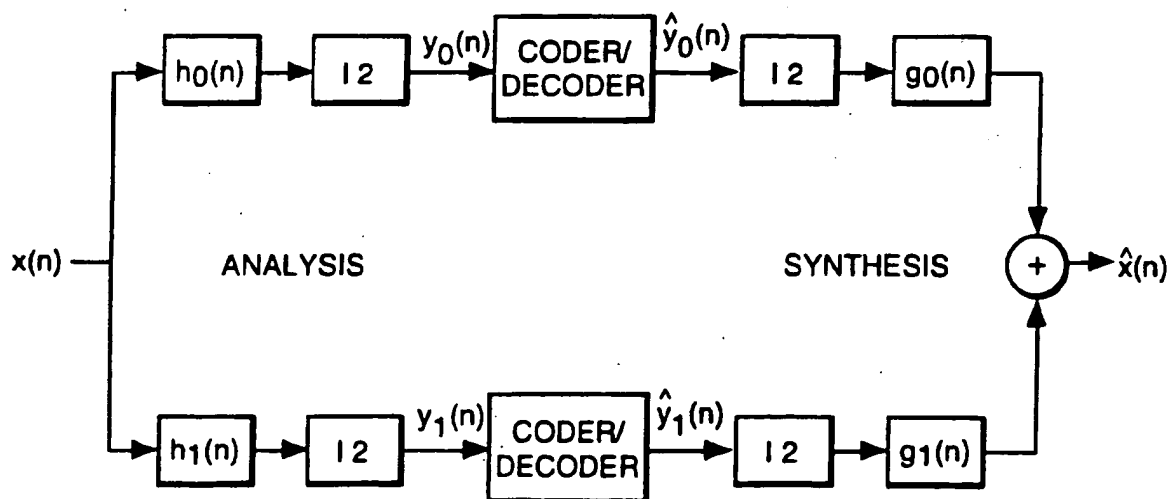 h0(n) I 2 y0(n) CODER/ DECODER ŷ0(n) I 2 g0(n)
x(n) ANALYSIS SYNTHESIS + x̂(n)
h1(n) I 2 y1(n) CODER/ DECODER ŷ1(n) I 2 g1(n)